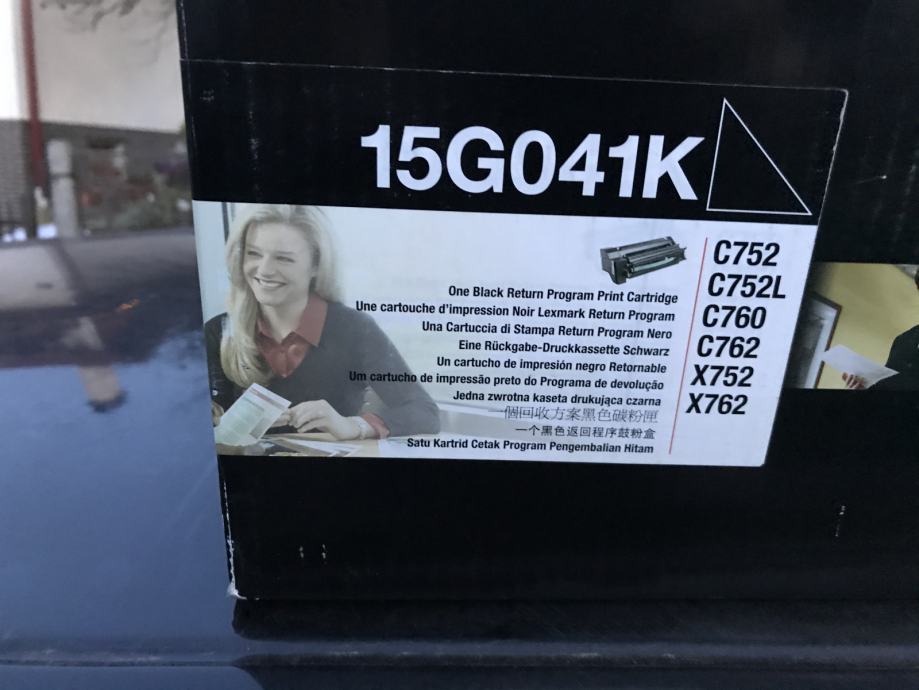 15G041K
One Black Return Program Print Cartridge
Une cartouche d'impression Noir Lexmark Return Program
Una Cartuccia di Stampa Return Program Nero
Eine Rückgabe-Druckkassette Schwarz
Un cartucho de impresión negro Retornable
Um cartucho de impressão preto do Programa de devolução
Jedna zwrotna kaseta drukująca czarna
一個回收方案黑色碳粉匣
一个黑色返回程序鼓粉盒
Satu Kartrid Cetak Program Pengembalian Hitam
C752
C752L
C760
C762
X752
X762